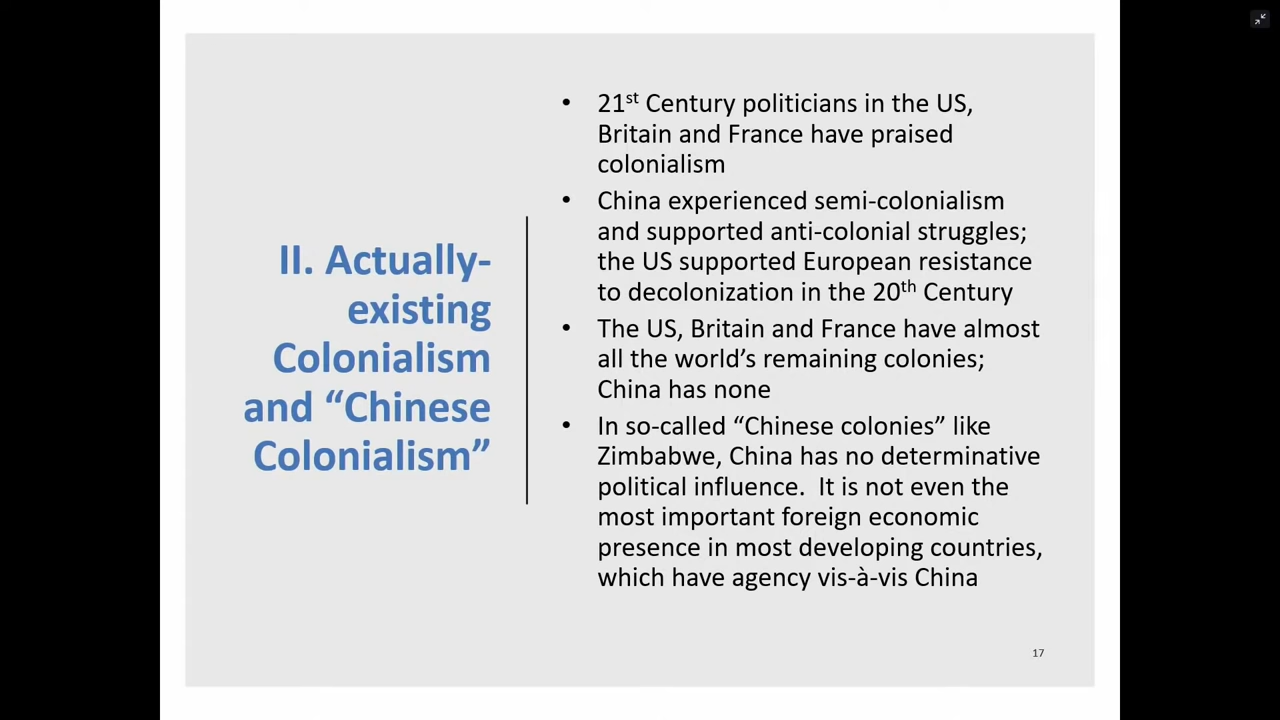 II. Actually-
existing
Colonialism
and “Chinese
Colonialism”
• 21st Century politicians in the US,
Britain and France have praised
colonialism
• China experienced semi-colonialism
and supported anti-colonial struggles;
the US supported European resistance
to decolonization in the 20th Century
• The US, Britain and France have almost
all the world’s remaining colonies;
China has none
• In so-called “Chinese colonies” like
Zimbabwe, China has no determinative
political influence.  It is not even the
most important foreign economic
presence in most developing countries,
which have agency vis-à-vis China
17